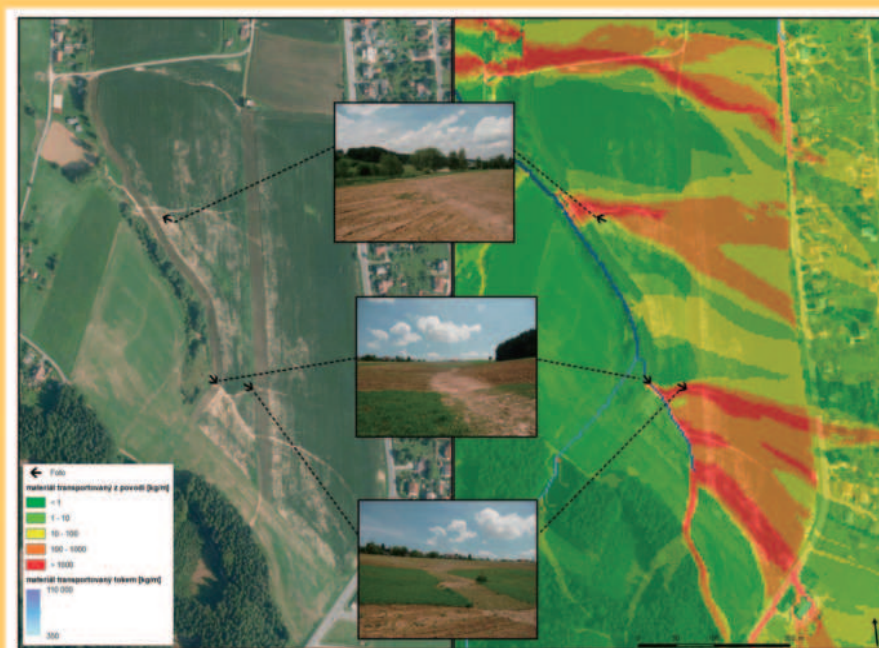 Foto
materiál transportovaný z povodí [kg/m]
< 1
1 - 10
10 - 100
100 - 1000
> 1000
materiál transportovaný tokem [kg/m]
110 000
350